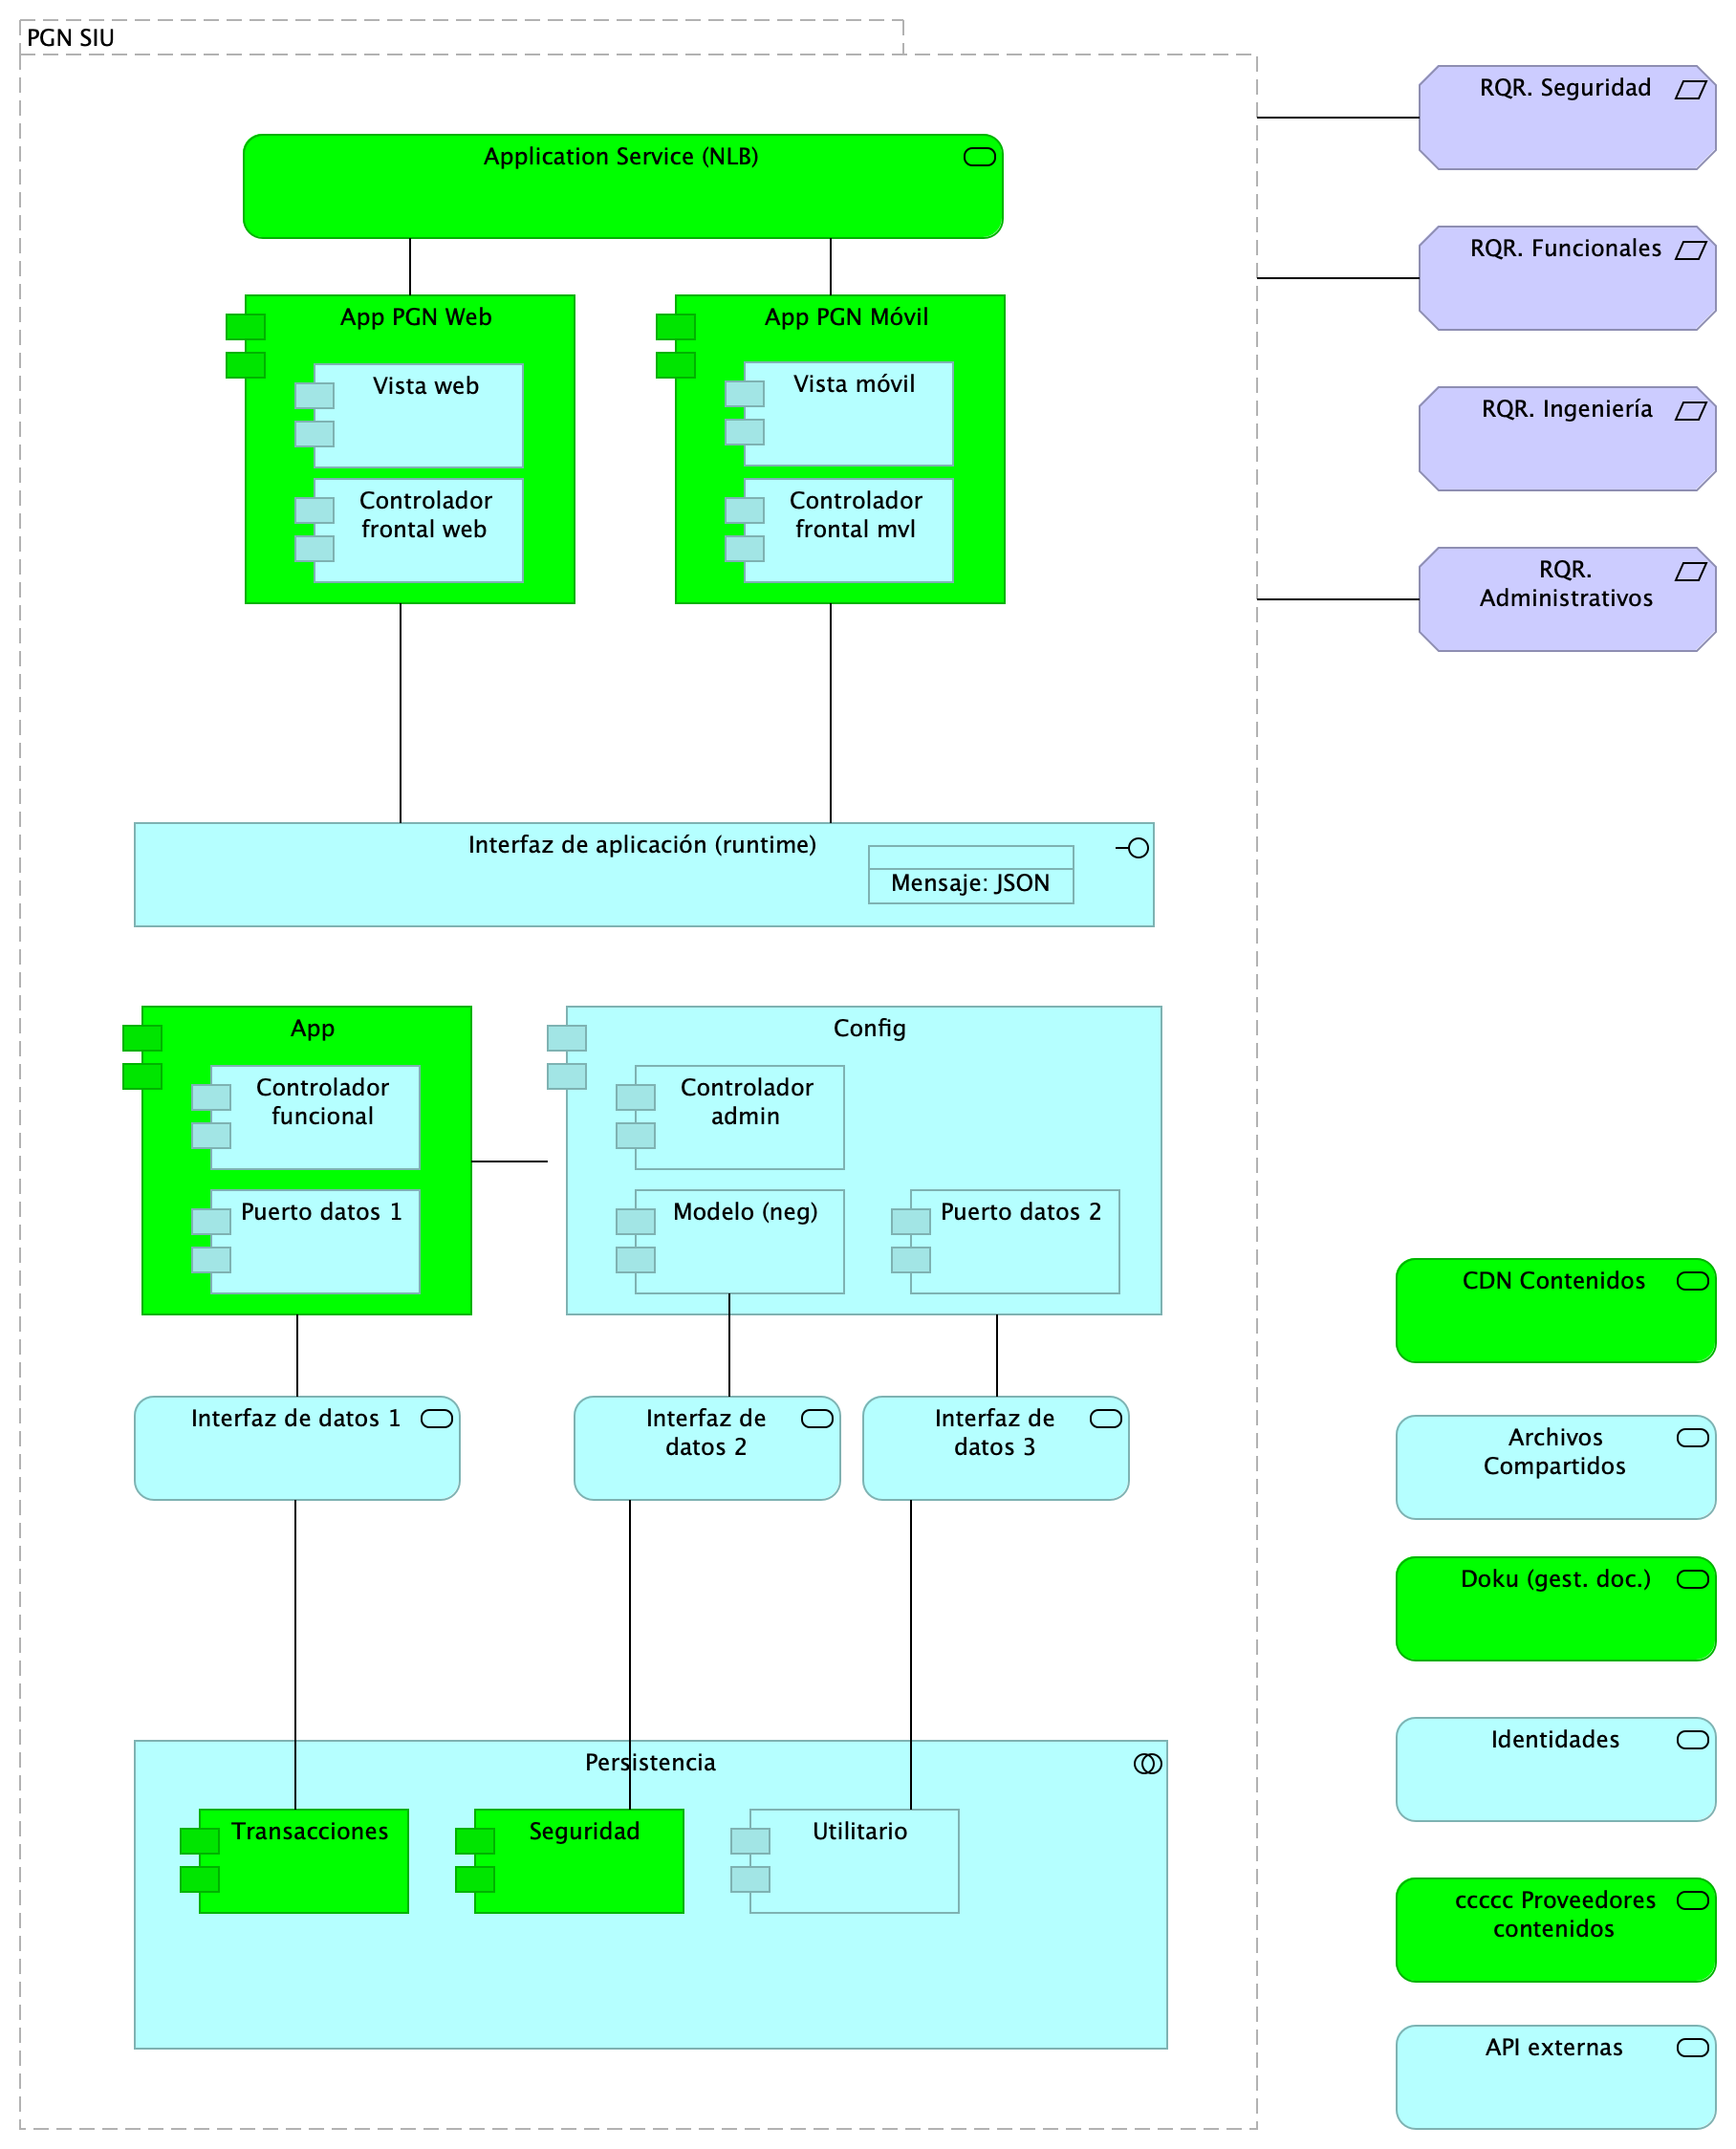 PGN SIU
RQR. Seguridad
Application Service (NLB)
RQR. Funcionales
App PGN Web
App PGN Móvil
Vista web
Vista móvil
RQR. Ingeniería
Controlador
frontal web
Controlador
frontal mvl
RQR.
Administrativos
Interfaz de aplicación (runtime)
Mensaje: JSON
App
Config
Controlador
funcional
Controlador
admin
Puerto datos 1
Modelo (neg)
Puerto datos 2
CDN Contenidos
Interfaz de datos 1
Interfaz de
datos 2
Interfaz de
datos 3
Archivos
Compartidos
Doku (gest. doc.)
Identidades
Persistencia
Transacciones
Seguridad
Utilitario
ccccc Proveedores
contenidos
API externas